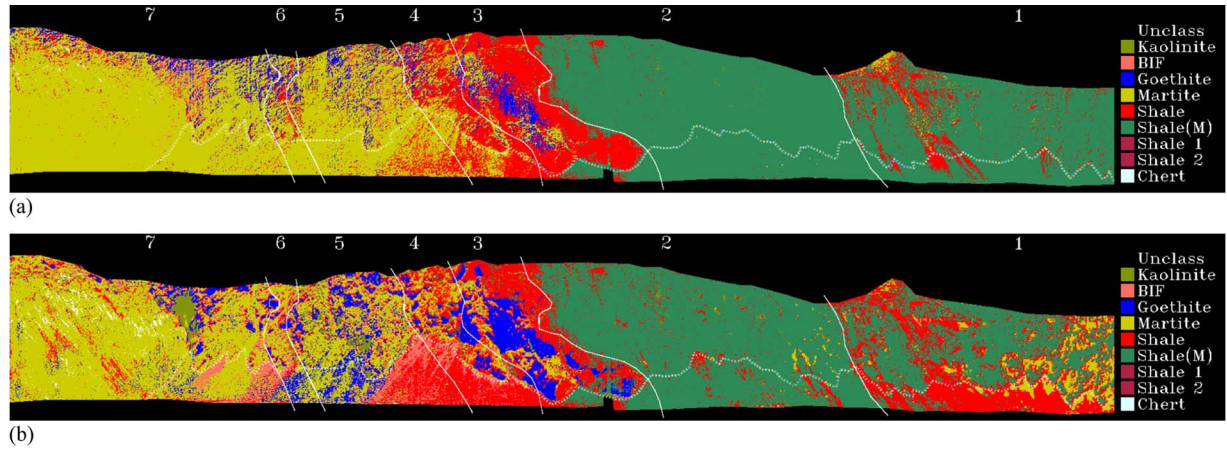 7 6 5 4 3 2 1
Unclass
Kaolinite
BIF
Goethite
Martite
Shale
Shale(M)
Shale 1
Shale 2
Chert
(a)
7 6 5 4 3 2 1
Unclass
Kaolinite
BIF
Goethite
Martite
Shale
Shale(M)
Shale 1
Shale 2
Chert
(b)